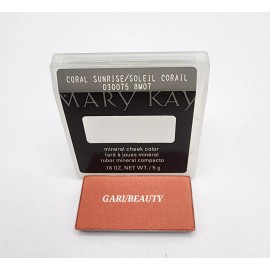 CORAL SUNRISE/SOLEIL CORAIL
030075 8M07
MARY KAY
mineral cheek color
fard à joues minéral
rubor mineral compacto
.18 OZ. NET WT. / 5 g
GARUBEAUTY